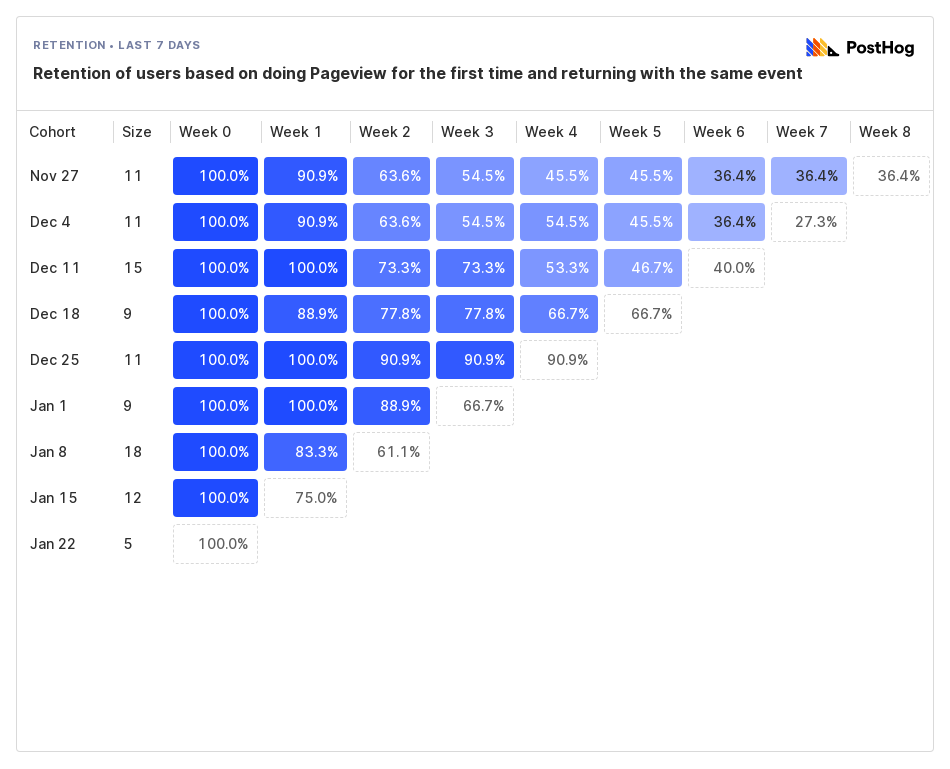 RETENTION • LAST 7 DAYS
PostHog
Retention of users based on doing Pageview for the first time and returning with the same event
Cohort Size Week 0 Week 1 Week 2 Week 3 Week 4 Week 5 Week 6 Week 7 Week 8
Nov 27 11 100.0% 90.9% 63.6% 54.5% 45.5% 45.5% 36.4% 36.4% 36.4%
Dec 4 11 100.0% 90.9% 63.6% 54.5% 54.5% 45.5% 36.4% 27.3%
Dec 11 15 100.0% 100.0% 73.3% 73.3% 53.3% 46.7% 40.0%
Dec 18 9 100.0% 88.9% 77.8% 77.8% 66.7% 66.7%
Dec 25 11 100.0% 100.0% 90.9% 90.9% 90.9%
Jan 1 9 100.0% 100.0% 88.9% 66.7%
Jan 8 18 100.0% 83.3% 61.1%
Jan 15 12 100.0% 75.0%
Jan 22 5 100.0%